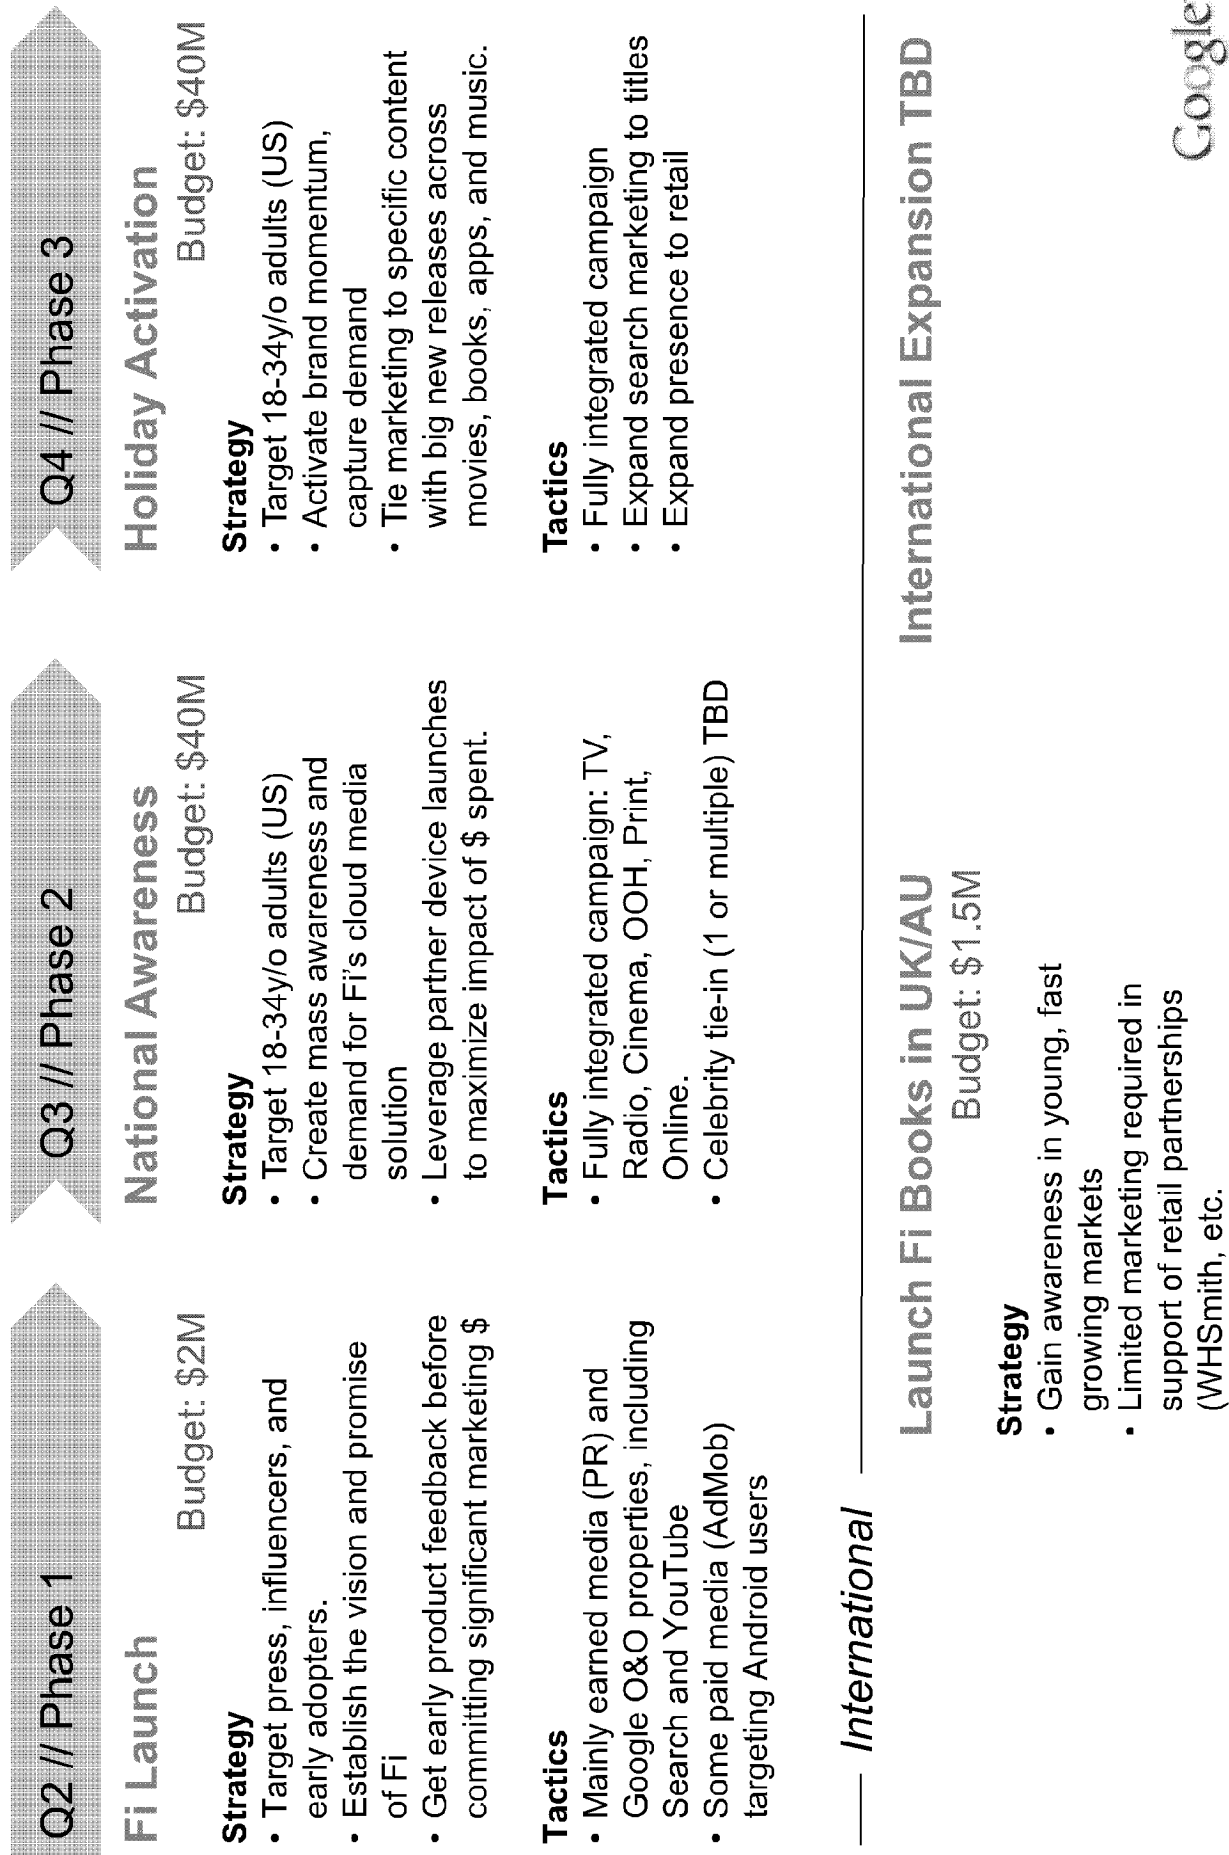 Q2 // Phase 1
Fi Launch
Budget: $2M
Strategy
• Target press, influencers, and
early adopters.
• Establish the vision and promise
of Fi
• Get early product feedback before
committing significant marketing $
Tactics
• Mainly earned media (PR) and
Google O&O properties, including
Search and YouTube
• Some paid media (AdMob)
targeting Android users
Q3 // Phase 2
National Awareness
Budget: $40M
Strategy
• Target 18-34y/o adults (US)
• Create mass awareness and
demand for Fi's cloud media
solution
• Leverage partner device launches
to maximize impact of $ spent.
Tactics
• Fully integrated campaign: TV,
Radio, Cinema, OOH, Print,
Online.
• Celebrity tie-in (1 or multiple) TBD
Q4 // Phase 3
Holiday Activation
Budget: $40M
Strategy
• Target 18-34y/o adults (US)
• Activate brand momentum,
capture demand
• Tie marketing to specific content
with big new releases across
movies, books, apps, and music.
Tactics
• Fully integrated campaign
• Expand search marketing to titles
• Expand presence to retail
International
Launch Fi Books in UK/AU
Budget: $1.5M
Strategy
• Gain awareness in young, fast
growing markets
• Limited marketing required in
support of retail partnerships
(WHSmith, etc.
International Expansion TBD
Google